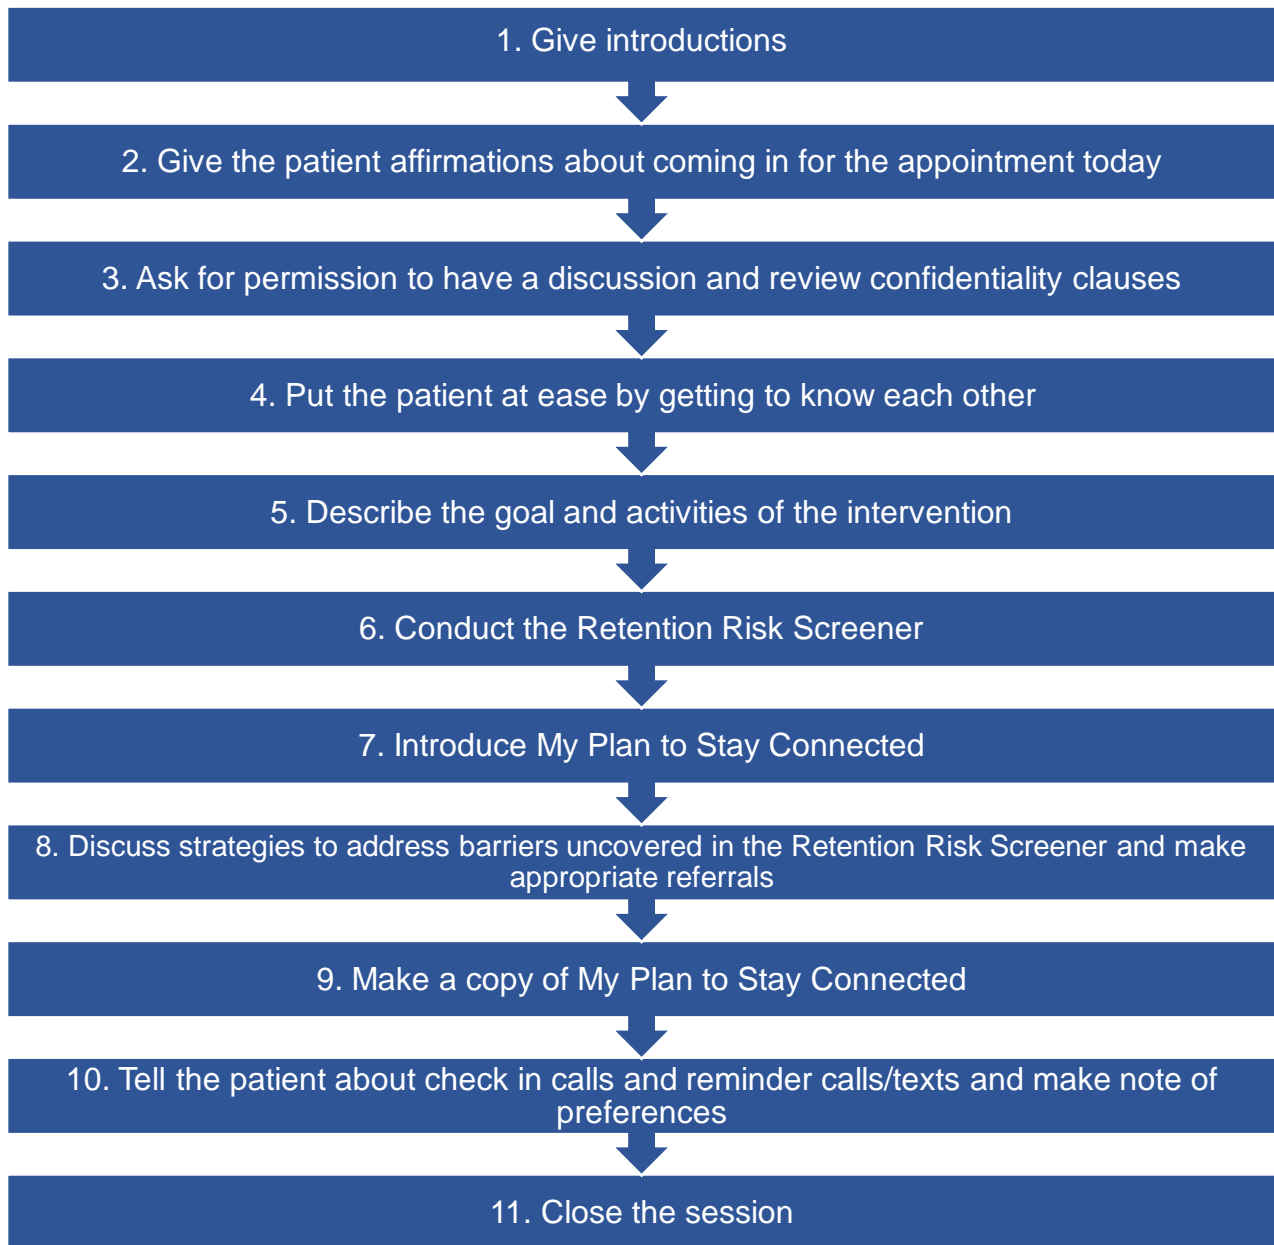 1. Give introductions
2. Give the patient affirmations about coming in for the appointment today
3. Ask for permission to have a discussion and review confidentiality clauses
4. Put the patient at ease by getting to know each other
5. Describe the goal and activities of the intervention
6. Conduct the Retention Risk Screener
7. Introduce My Plan to Stay Connected
8. Discuss strategies to address barriers uncovered in the Retention Risk Screener and make
appropriate referrals
9. Make a copy of My Plan to Stay Connected
10. Tell the patient about check in calls and reminder calls/texts and make note of
preferences
11. Close the session